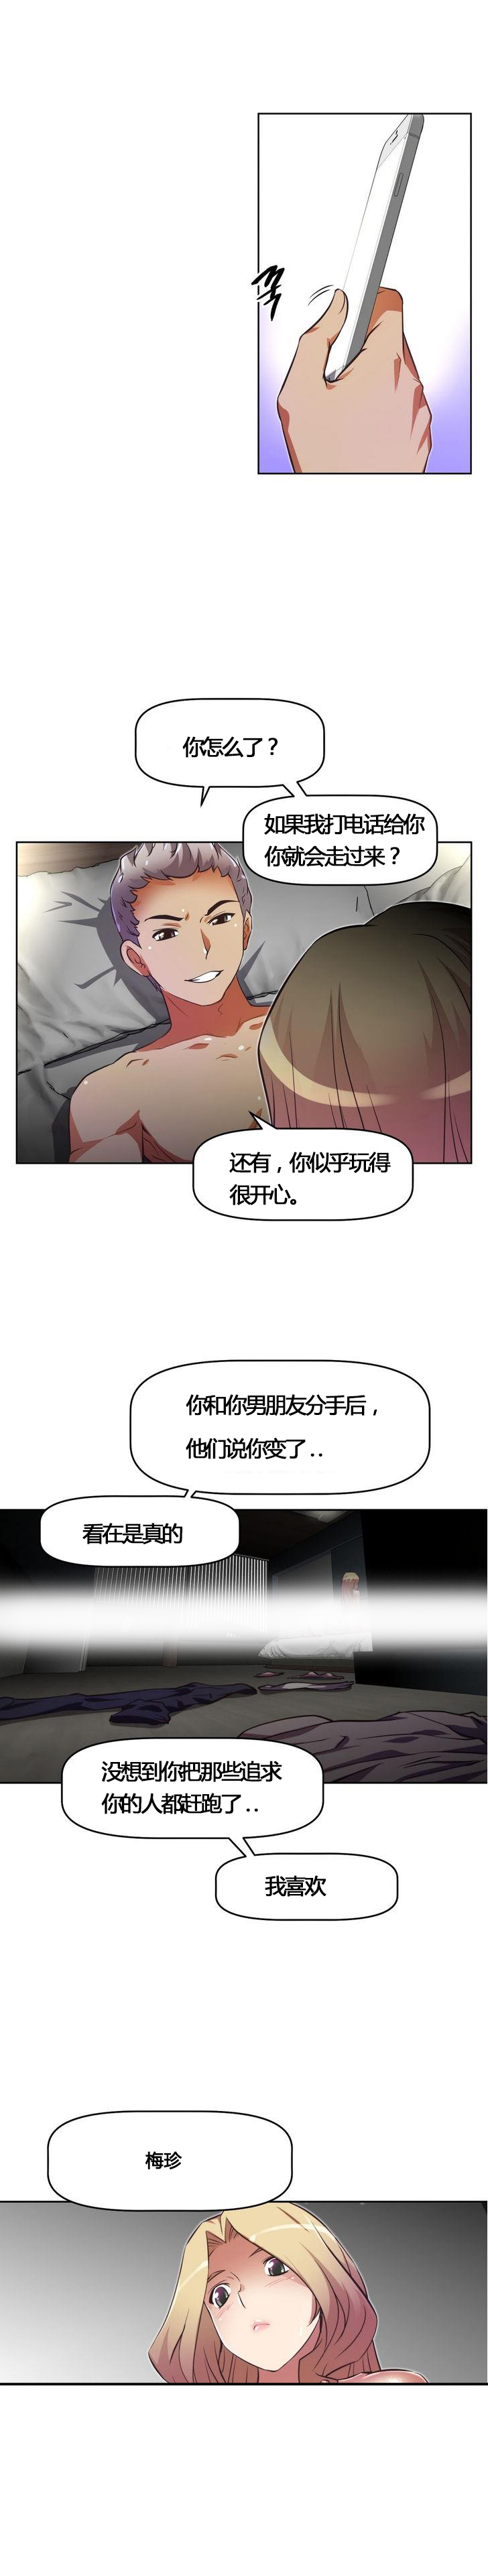 꾹
你怎么了？
如果我打电话给你
你就会走过来？
还有，你似乎玩得
很开心。
你和你男朋友分手后，
他们说你变了..
看在是真的
没想到你把那些追求
你的人都赶跑了..
我喜欢
梅珍